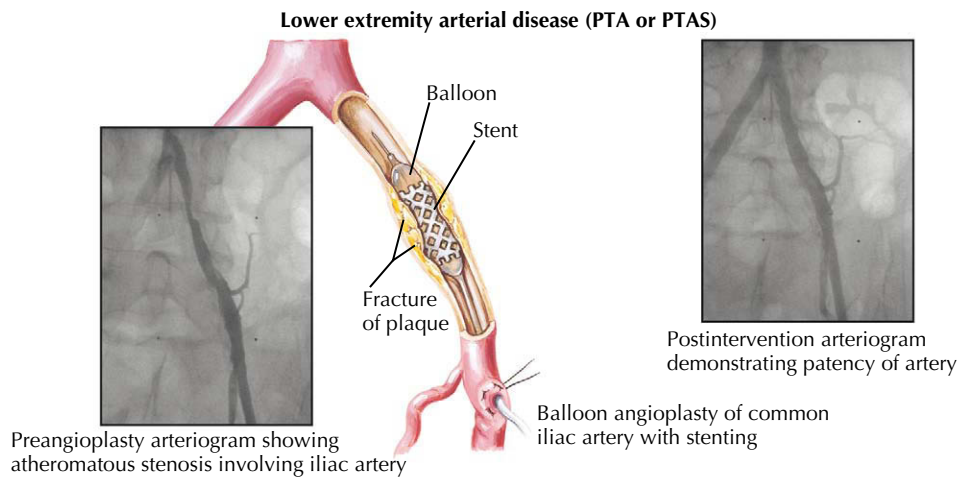 Lower extremity arterial disease (PTA or PTAS)
Balloon
Stent
Fracture
of plaque
Postintervention arteriogram
demonstrating patency of artery
Balloon angioplasty of common
iliac artery with stenting
Preangioplasty arteriogram showing
atheromatous stenosis involving iliac artery